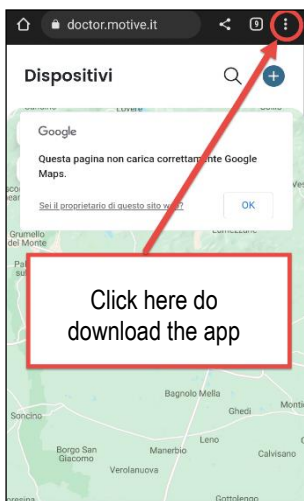 doctor.motive.it
9
Dispositivi
Google
Questa pagina non carica correttamente Google
Maps.
Sei il proprietario di questo sito web?
OK
Grumello
del Monte
Click here do
download the app
Bagnolo Mella
Soncino
Ghedi
Monti
Leno
Borgo San
Giacomo
Manerbio
Calvisano
Verolanuova
Gottolengo